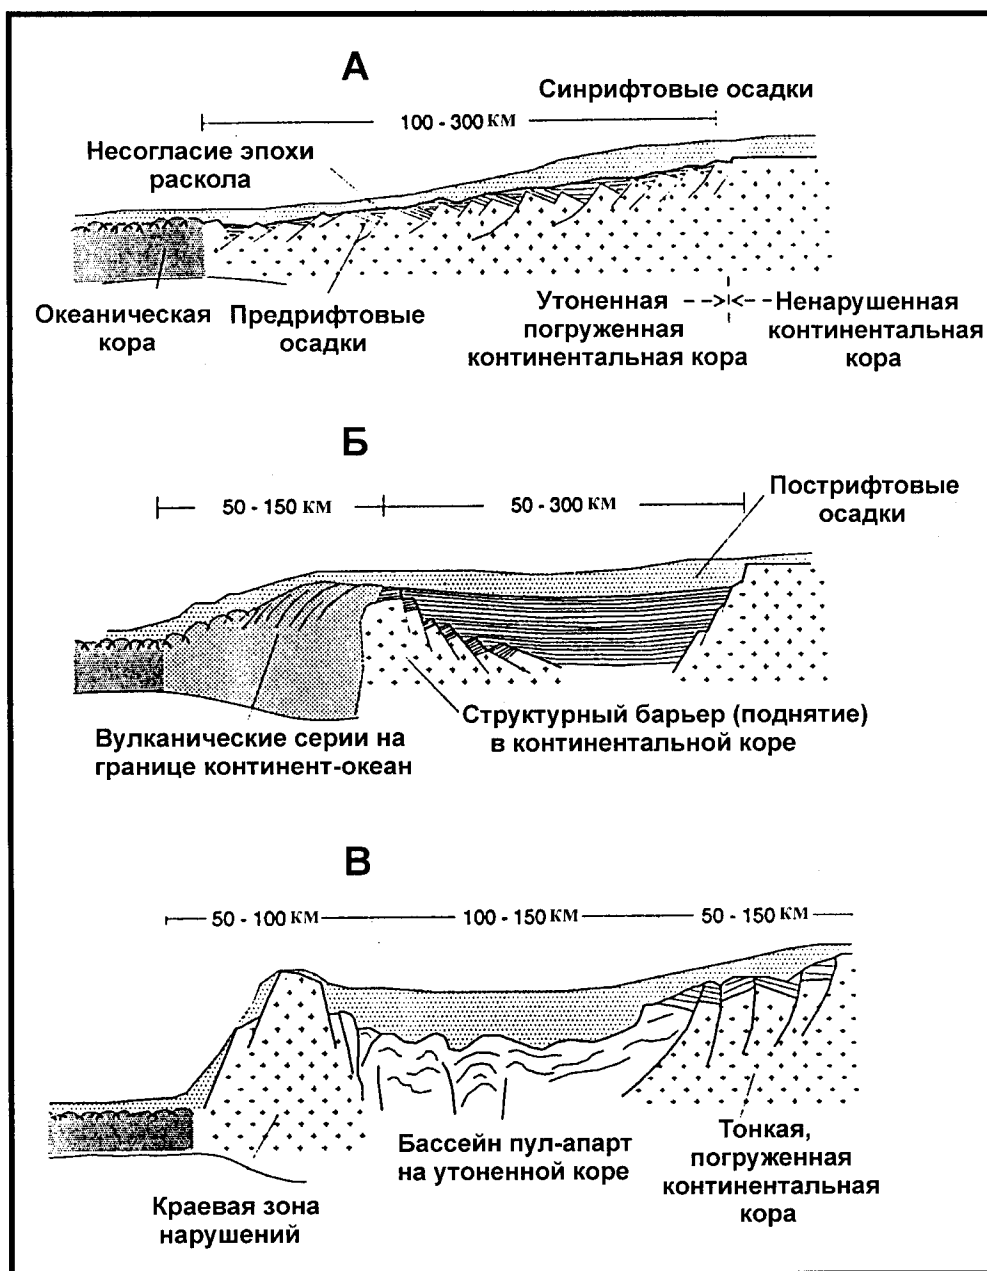 А
Синрифтовые осадки
100 - 300 КМ
Несогласие эпохи
раскола
Океаническая
кора
Предрифтовые
осадки
Утоненная
погруженная
континентальная кора
Ненарушенная
континентальная
кора
Б
50 - 150 КМ
50 - 300 КМ
Пострифтовые
осадки
Структурный барьер (поднятие)
в континентальной коре
Вулканические серии на
границе континент-океан
В
50 - 100 КМ
100 - 150 КМ
50 - 150 КМ
Бассейн пул-апарт
на утоненной коре
Тонкая,
погруженная
континентальная
кора
Краевая зона
нарушений